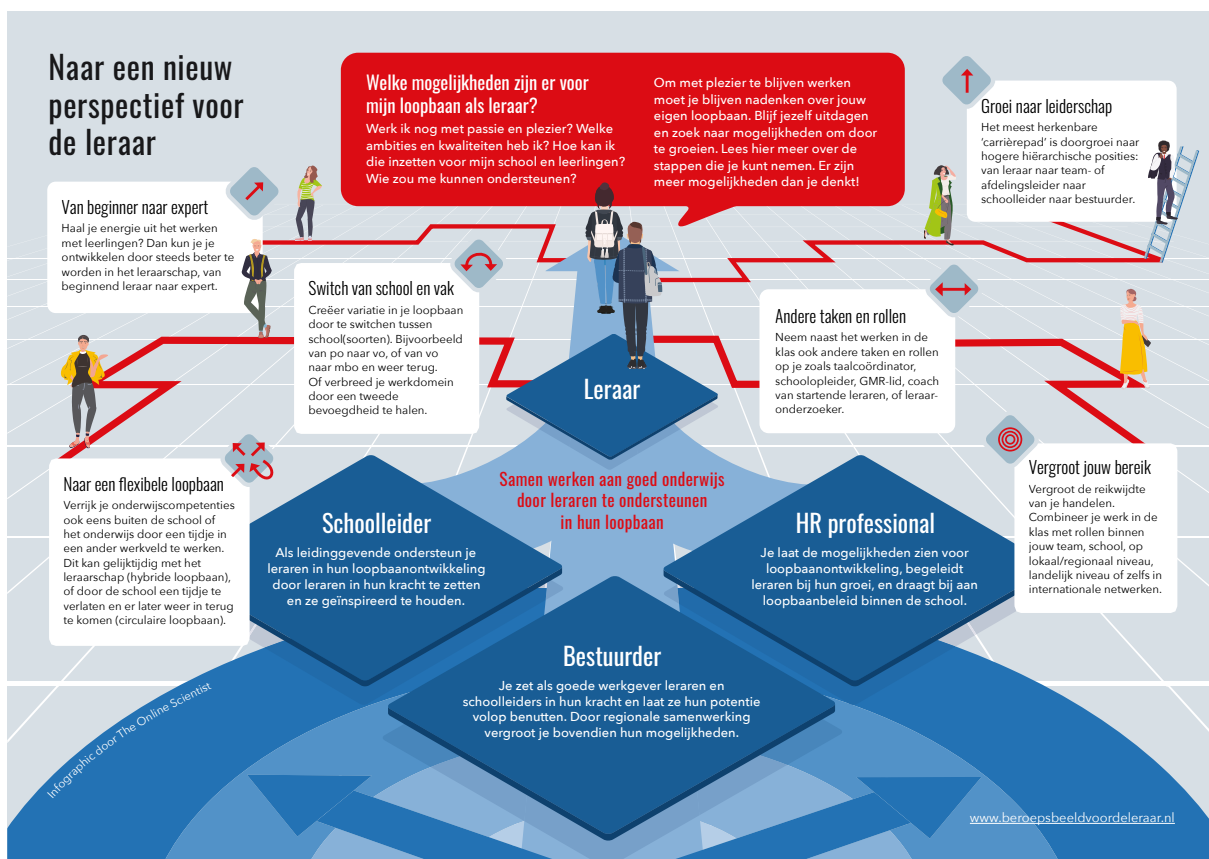 Naar een nieuw
perspectief voor
de leraar
Welke mogelijkheden zijn er voor
mijn loopbaan als leraar?
Werk ik nog met passie en plezier? Welke
ambities en kwaliteiten heb ik? Hoe kan ik
die inzetten voor mijn school en leerlingen?
Wie zou me kunnen ondersteunen?
Om met plezier te blijven werken
moet je blijven nadenken over jouw
eigen loopbaan. Blijf jezelf uitdagen
en zoek naar mogelijkheden om door
te groeien. Lees hier meer over de
stappen die je kunt nemen. Er zijn
meer mogelijkheden dan je denkt!
Groei naar leiderschap
Het meest herkenbare
‘carrièrepad’ is doorgroei naar
hogere hiërarchische posities:
van leraar naar team- of
afdelingsleider naar
schoolleider naar bestuurder.
Van beginner naar expert
Haal je energie uit het werken
met leerlingen? Dan kun je je
ontwikkelen door steeds beter te
worden in het leraarschap, van
beginnend leraar naar expert.
Switch van school en vak
Creëer variatie in je loopbaan
door te switchen tussen
school(soorten). Bijvoorbeeld
van po naar vo, of van vo
naar mbo en weer terug.
Of verbreed je werkdomein
door een tweede
bevoegdheid te halen.
Andere taken en rollen
Neem naast het werken in de
klas ook andere taken en rollen
op je zoals taalcoördinator,
schoolopleider, GMR-lid, coach
van startende leraren, of leraar-
onderzoeker.
Leraar
Naar een flexibele loopbaan
Verrijk je onderwijscompetenties
ook eens buiten de school of
het onderwijs door een tijdje in
een ander werkveld te werken.
Dit kan gelijktijdig met het
leraarschap (hybride loopbaan),
of door de school een tijdje te
verlaten en er later weer in terug
te komen (circulaire loopbaan).
Samen werken aan goed onderwijs
door leraren te ondersteunen
in hun loopbaan
Vergroot jouw bereik
Vergroot de reikwijdte
van je handelen.
Combineer je werk in de
klas met rollen binnen
jouw team, school, op
lokaal/regionaal niveau,
landelijk niveau of zelfs in
internationale netwerken.
Schoolleider
Als leidinggevende ondersteun je
leraren in hun loopbaanontwikkeling
door leraren in hun kracht te zetten
en ze geïnspireerd te houden.
HR professional
Je laat de mogelijkheden zien voor
loopbaanontwikkeling, begeleidt
leraren bij hun groei, en draagt bij aan
loopbaanbeleid binnen de school.
Bestuurder
Je zet als goede werkgever leraren en
schoolleiders in hun kracht en laat ze hun potentie
volop benutten. Door regionale samenwerking
vergroot je bovendien hun mogelijkheden.
Infographic door The Online Scientist
www.beroepsbeeldvoordeleraar.nl